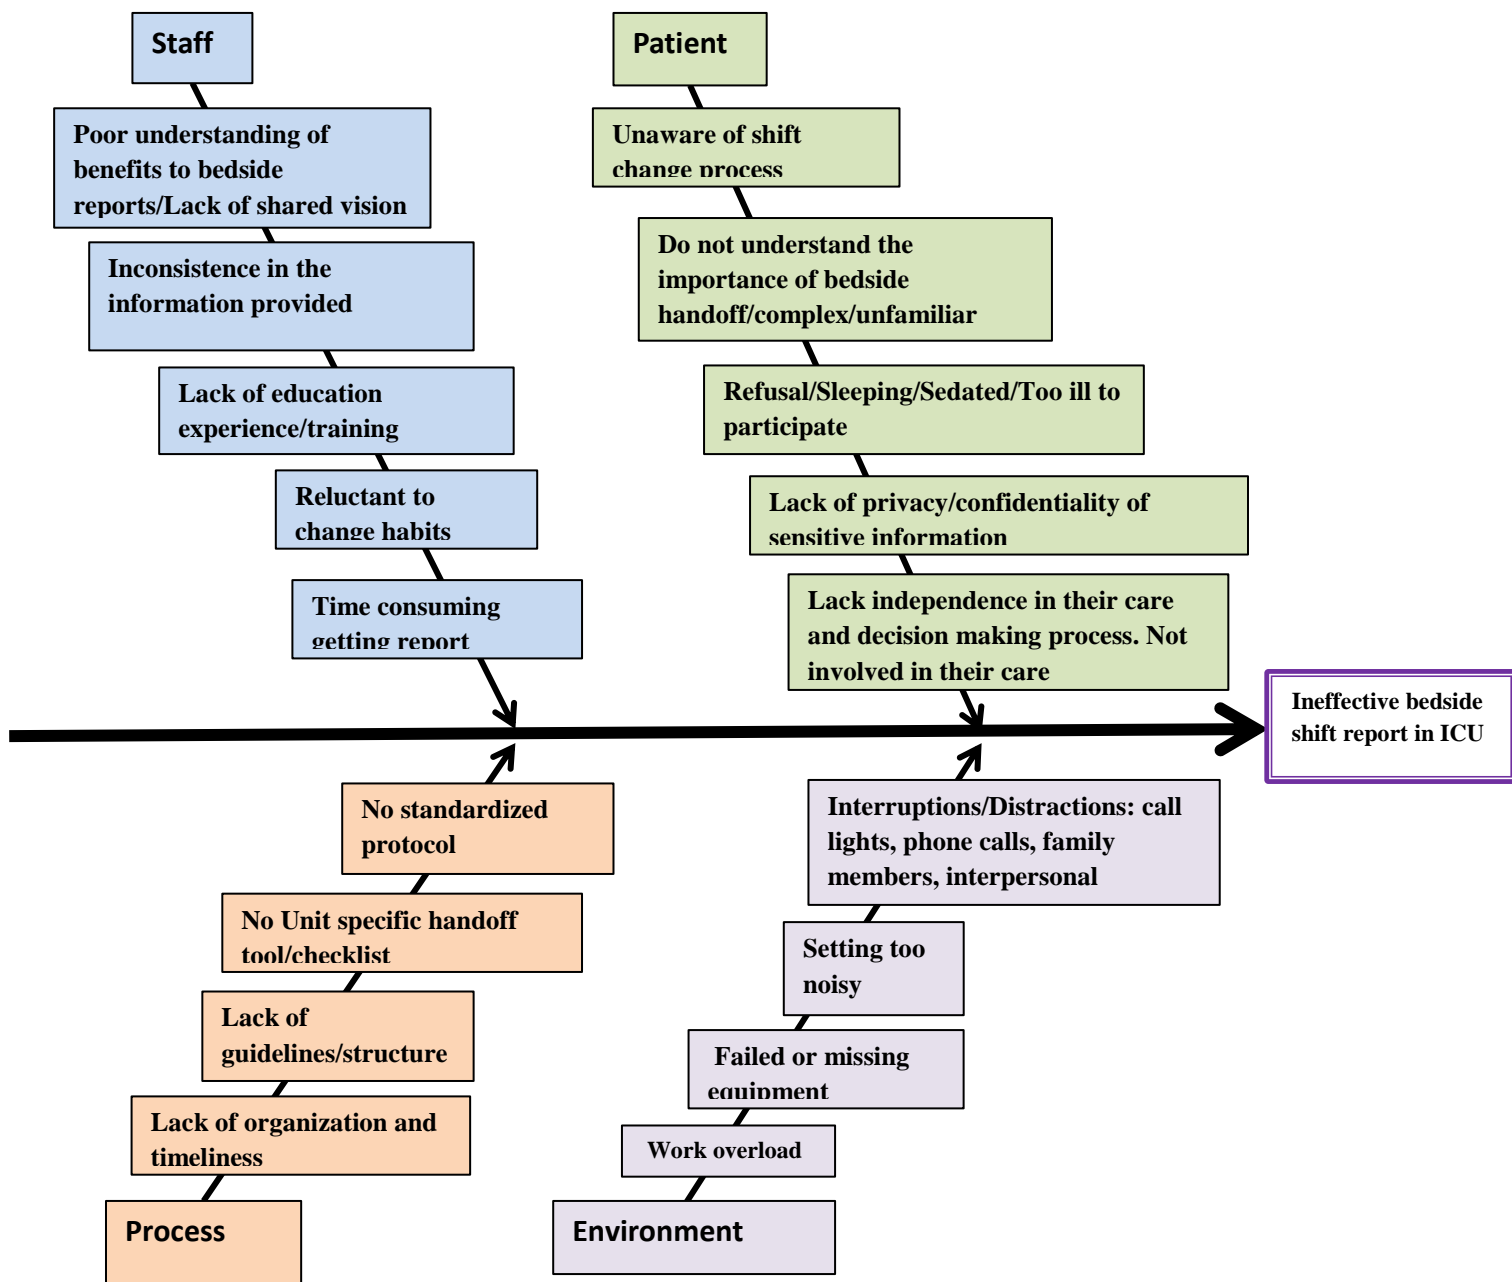 Staff
Poor understanding of
benefits to bedside
reports/Lack of shared vision
Inconsistence in the
information provided
Lack of education
experience/training
Reluctant to
change habits
Time consuming
getting report
Patient
Unaware of shift
change process
Do not understand the
importance of bedside
handoff/complex/unfamiliar
Refusal/Sleeping/Sedated/Too ill to
participate
Lack of privacy/confidentiality of
sensitive information
Lack independence in their care
and decision making process. Not
involved in their care
Ineffective bedside
shift report in ICU
No standardized
protocol
No Unit specific handoff
tool/checklist
Lack of
guidelines/structure
Lack of organization and
timeliness
Process
Interruptions/Distractions: call
lights, phone calls, family
members, interpersonal
Setting too
noisy
Failed or missing
equipment
Work overload
Environment